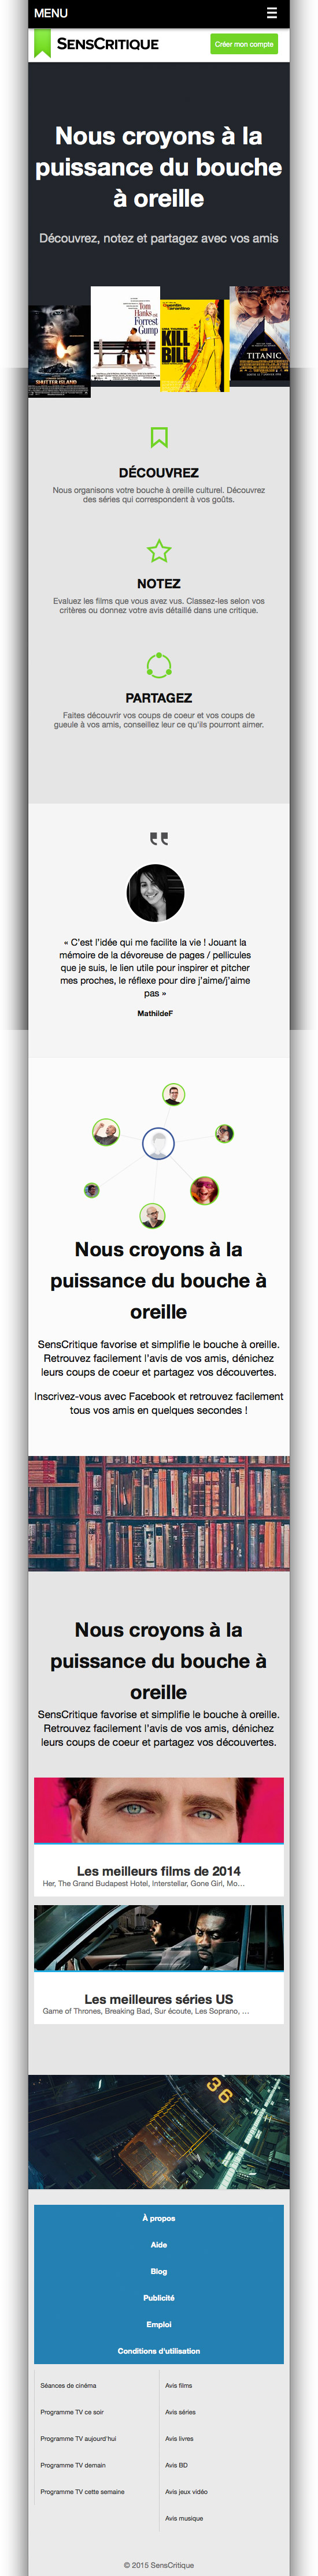 MENU
SENSCRITIQUE
Créer mon compte
Nous croyons à la
puissance du bouche
à oreille
Découvrez, notez et partagez avec vos amis
SHUTTER ISLAND
Tom
Hanks est
Forrest
Gump
KILL
BILL
TITANIC
DÉCOUVREZ
Nous organisons votre bouche à oreille culturel. Découvrez
des séries qui correspondent à vos goûts.
NOTEZ
Evaluez les films que vous avez vus. Classez-les selon vos
critères ou donnez votre avis détaillé dans une critique.
PARTAGEZ
Faites découvrir vos coups de coeur et vos coups de
gueule à vos amis, conseillez leur ce qu'ils pourront aimer.
« C'est l'idée qui me facilite la vie ! Jouant la
mémoire de la dévoreuse de pages / pellicules
que je suis, le lien utile pour inspirer et pitcher
mes proches, le réflexe pour dire j'aime/j'aime
pas »
MathildeF
Nous croyons à la
puissance du bouche à
oreille
SensCritique favorise et simplifie le bouche à oreille.
Retrouvez facilement l'avis de vos amis, dénichez
leurs coups de coeur et partagez vos découvertes.
Inscrivez-vous avec Facebook et retrouvez facilement
tous vos amis en quelques secondes !
Nous croyons à la
puissance du bouche à
oreille
SensCritique favorise et simplifie le bouche à oreille.
Retrouvez facilement l'avis de vos amis, dénichez
leurs coups de coeur et partagez vos découvertes.
Les meilleurs films de 2014
Her, The Grand Budapest Hotel, Interstellar, Gone Girl, Mo…
Les meilleures séries US
Game of Thrones, Breaking Bad, Sur écoute, Les Soprano, …
36
À propos
Aide
Blog
Publicité
Emploi
Conditions d'utilisation
Séances de cinéma
Programme TV ce soir
Programme TV aujourd'hui
Programme TV demain
Programme TV cette semaine
Avis films
Avis séries
Avis livres
Avis BD
Avis jeux vidéo
Avis musique
© 2015 SensCritique